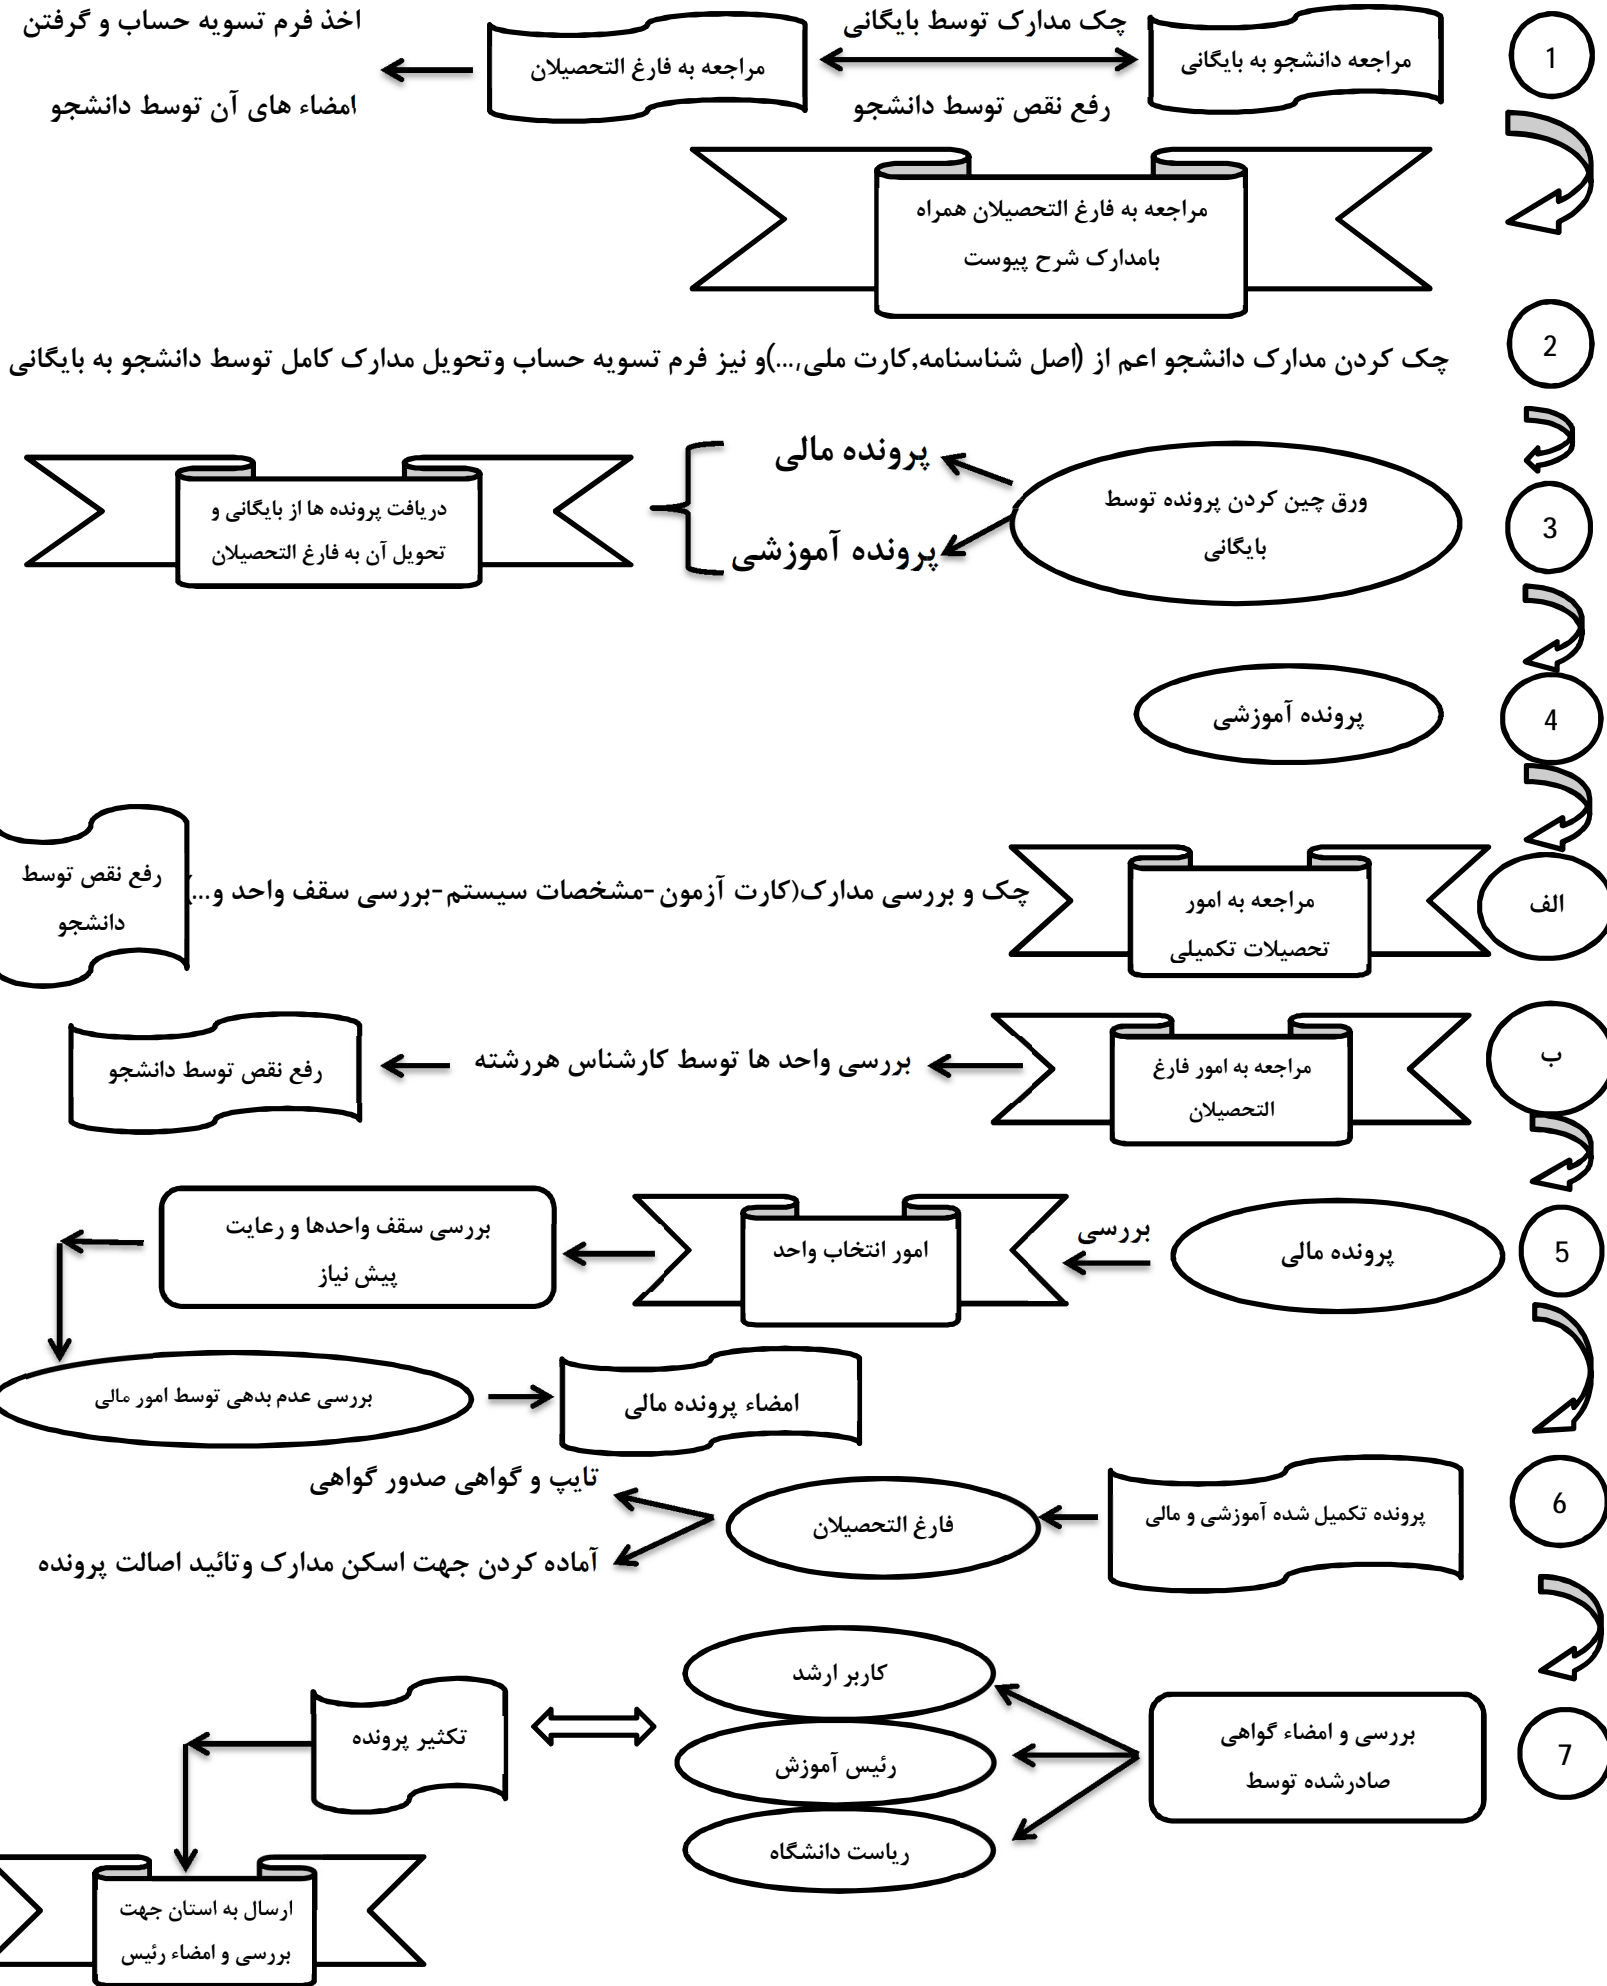 1
مراجعه دانشجو به بایگانی
چک مدارک توسط بایگانی
رفع نقص توسط دانشجو
مراجعه به فارغ التحصیلان
اخذ فرم تسویه حساب و گرفتن
امضاء های آن توسط دانشجو
مراجعه به فارغ التحصیلان همراه
بامدارک شرح پیوست
2
چک کردن مدارک دانشجو اعم از (اصل شناسنامه,کارت ملی,...)و نیز فرم تسویه حساب وتحویل مدارک کامل توسط دانشجو به بایگانی
3
ورق چین کردن پرونده توسط
بایگانی
پرونده مالی
پرونده آموزشی
دریافت پرونده ها از بایگانی و
تحویل آن به فارغ التحصیلان
4
پرونده آموزشی
الف
مراجعه به امور
تحصیلات تکمیلی
چک و بررسی مدارک(کارت آزمون -مشخصات سیستم-بررسی سقف واحد و...)
رفع نقص توسط
دانشجو
ب
مراجعه به امور فارغ
التحصیلان
بررسی واحد ها توسط کارشناس هررشته
رفع نقص توسط دانشجو
5
پرونده مالی
بررسی
امور انتخاب واحد
بررسی سقف واحدها و رعایت
پیش نیاز
بررسی عدم بدهی توسط امور مالی
امضاء پرونده مالی
6
پرونده تکمیل شده آموزشی و مالی
فارغ التحصیلان
تایپ و گواهی صدور گواهی
آماده کردن جهت اسکن مدارک وتائید اصالت پرونده
7
بررسی و امضاء گواهی
صادرشده توسط
کاربر ارشد
رئیس آموزش
ریاست دانشگاه
تکثیر پرونده
ارسال به استان جهت
بررسی و امضاء رئیس